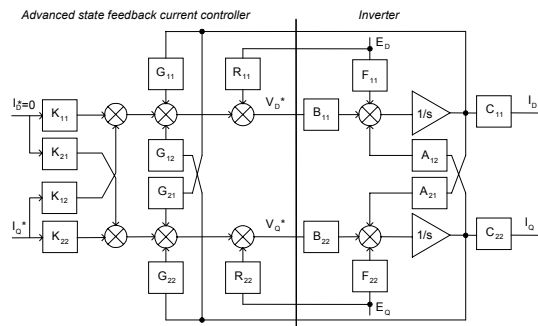 Advanced state feedback current controller
Inverter
E_D
G₁₁
R₁₁
F₁₁
I_D*=0
K₁₁
V_D*
B₁₁
1/s
C₁₁
I_D
K₂₁
G₁₂
A₁₂
K₁₂
G₂₁
A₂₁
I_Q*
K₂₂
V_Q*
B₂₂
1/s
C₂₂
I_Q
G₂₂
R₂₂
F₂₂
E_Q